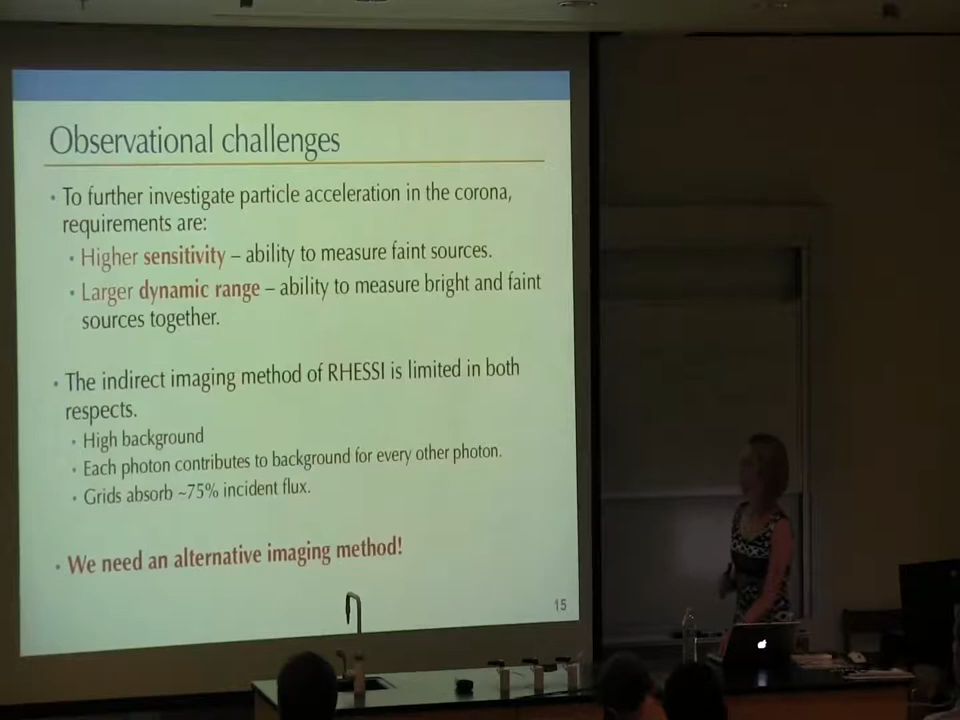 Observational challenges
• To further investigate particle acceleration in the corona,
requirements are:
• Higher sensitivity – ability to measure faint sources.
• Larger dynamic range – ability to measure bright and faint
sources together.
• The indirect imaging method of RHESSI is limited in both
respects.
• High background
• Each photon contributes to background for every other photon.
• Grids absorb ~75% incident flux.
• We need an alternative imaging method!
15